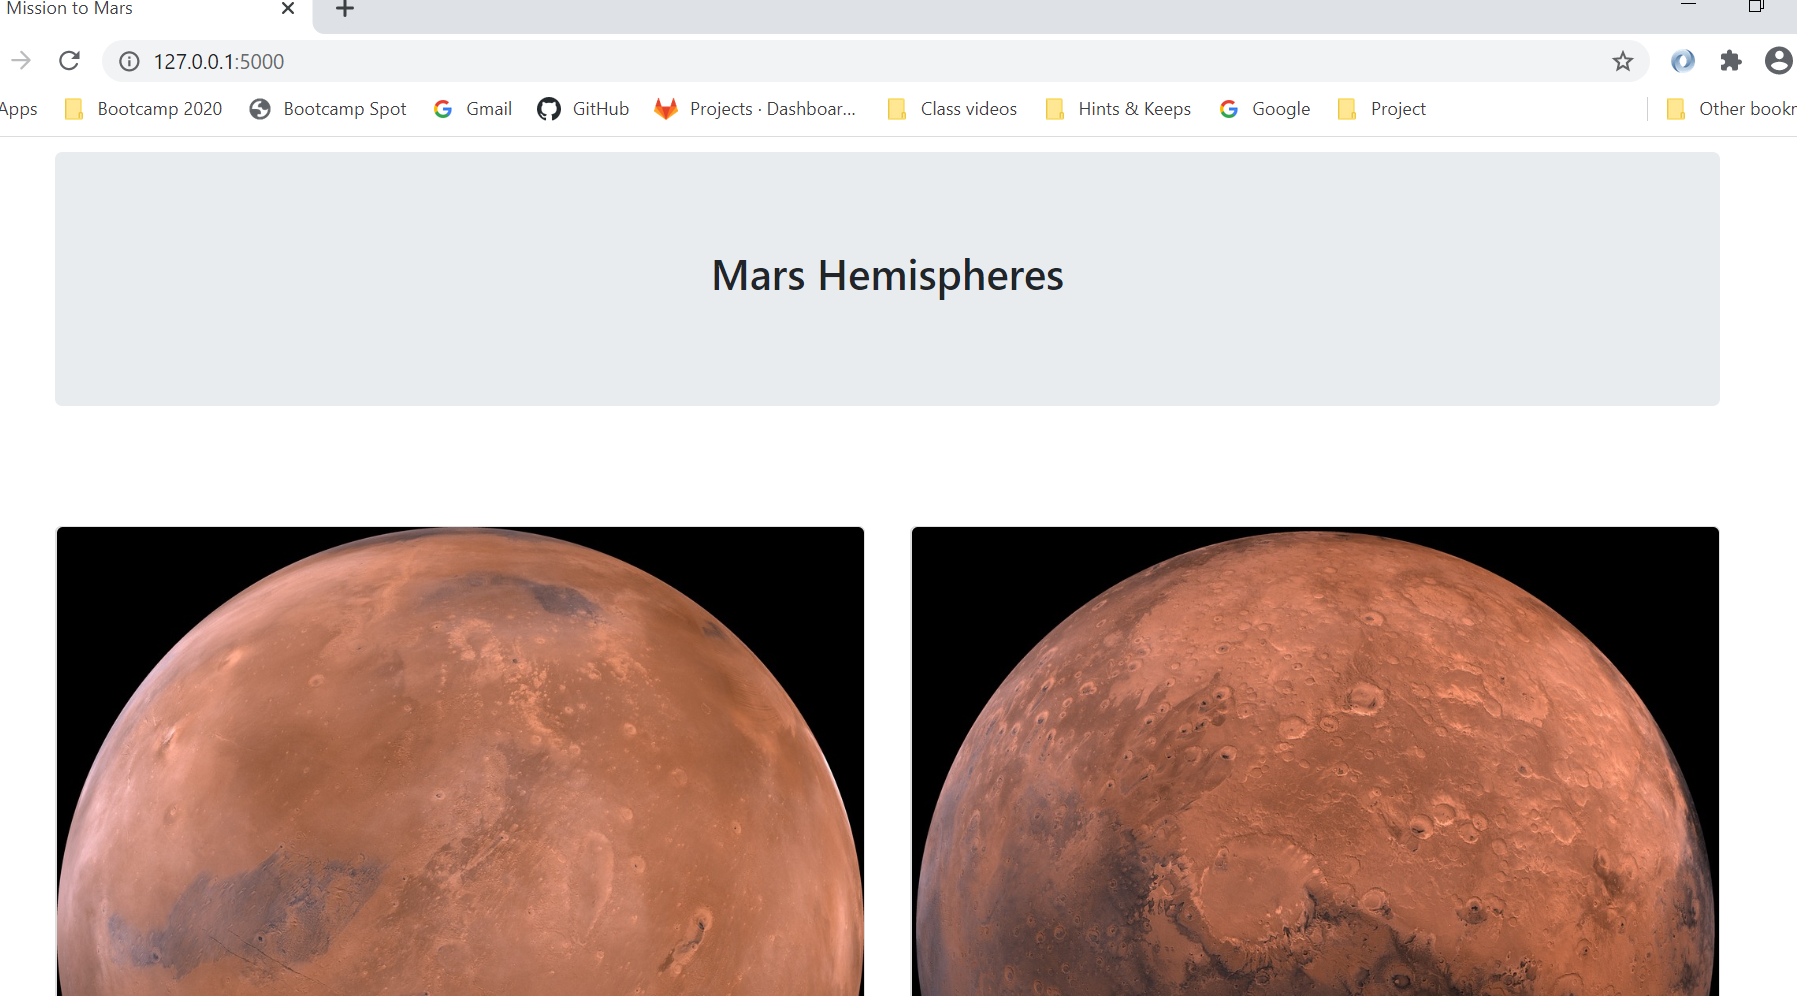 Mission to Mars
127.0.0.1:5000
Apps Bootcamp 2020 Bootcamp Spot Gmail GitHub Projects · Dashboar... Class videos Hints & Keeps Google Project Other bookr
Mars Hemispheres